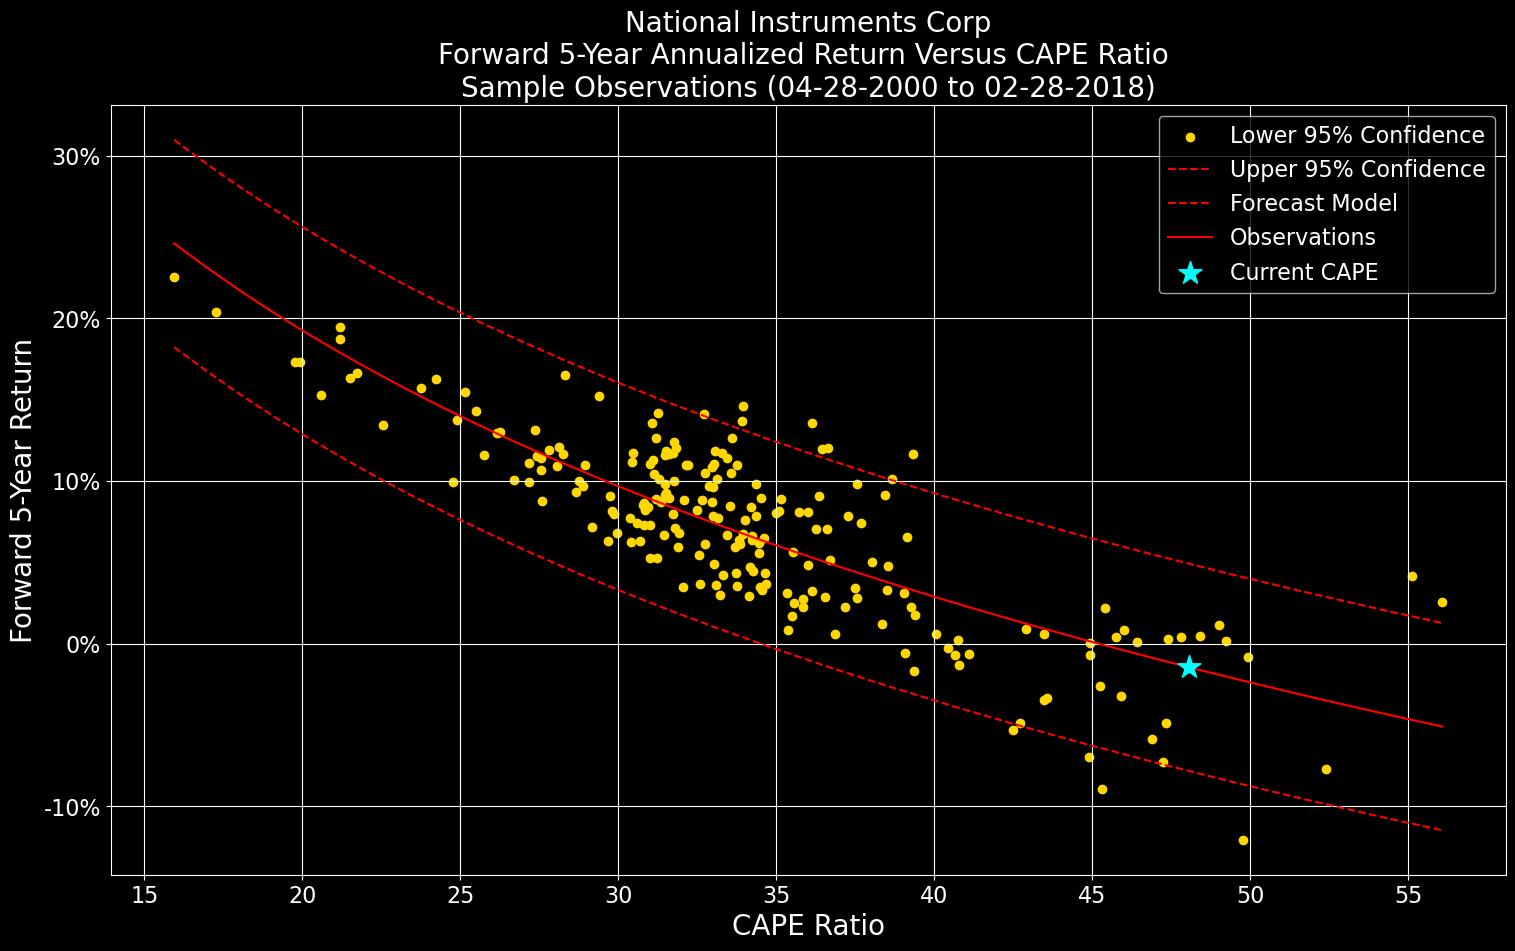 National Instruments Corp
Forward 5-Year Annualized Return Versus CAPE Ratio
Sample Observations (04-28-2000 to 02-28-2018)
Lower 95% Confidence
Upper 95% Confidence
Forecast Model
Observations
Current CAPE
Forward 5-Year Return
30%
20%
10%
0%
-10%
15 20 25 30 35 40 45 50 55
CAPE Ratio